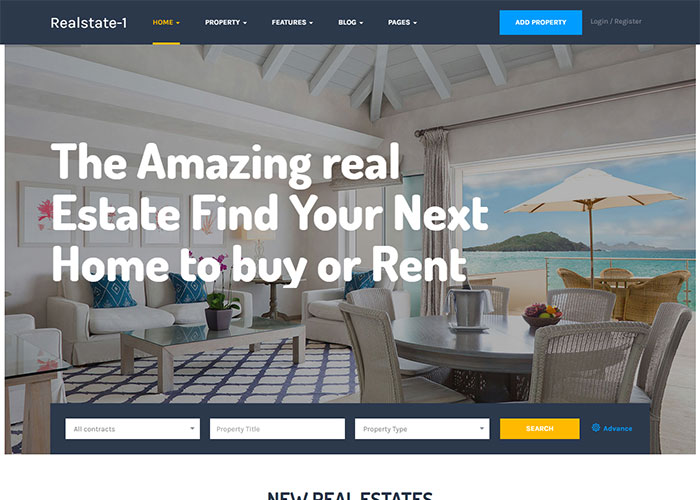 Realstate-1 HOME PROPERTY FEATURES BLOG PAGES ADD PROPERTY Login / Register
The Amazing real
Estate Find Your Next
Home to buy or Rent
All contracts Property Title Property Type SEARCH Advance
NEW REAL ESTATES